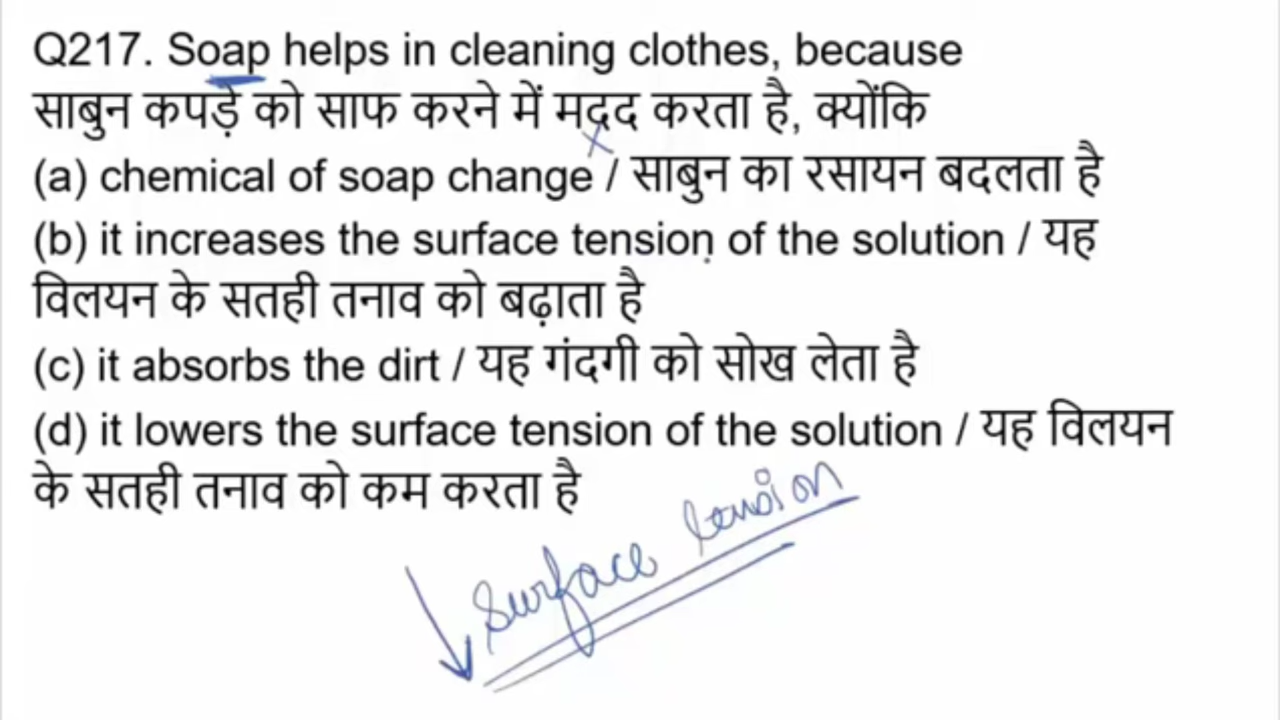 Q217. Soap helps in cleaning clothes, because
साबुन कपड़े को साफ करने में मदद करता है, क्योंकि
(a) chemical of soap change / साबुन का रसायन बदलता है
(b) it increases the surface tension of the solution / यह
विलयन के सतही तनाव को बढ़ाता है
(c) it absorbs the dirt / यह गंदगी को सोख लेता है
(d) it lowers the surface tension of the solution / यह विलयन
के सतही तनाव को कम करता है
↓ Surface tension